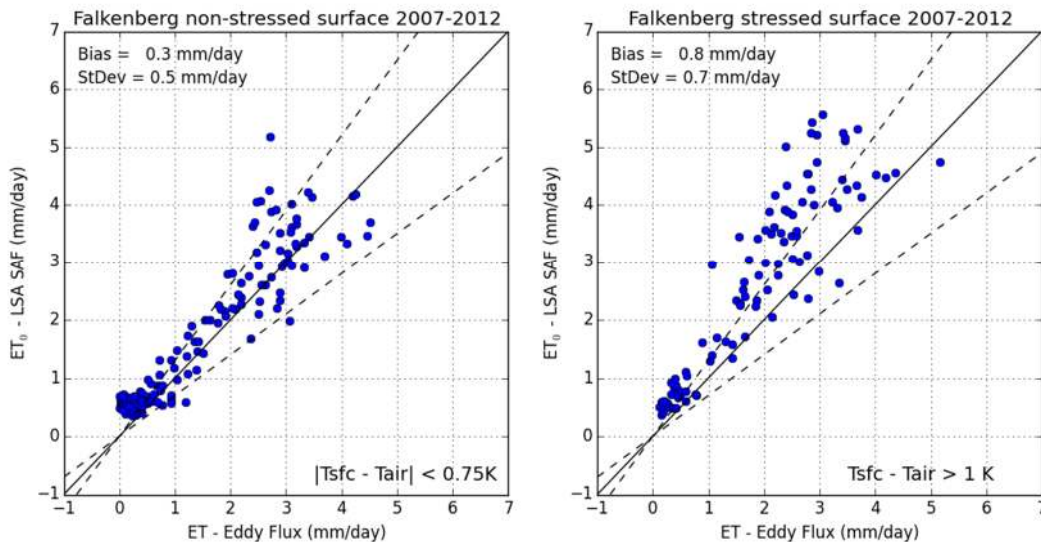 Falkenberg non-stressed surface 2007-2012
Bias = 0.3 mm/day
StDev = 0.5 mm/day
7
6
5
4
3
2
1
0
−1
ET₀ - LSA SAF (mm/day)
|Tsfc - Tair| < 0.75K
−1 0 1 2 3 4 5 6 7
ET - Eddy Flux (mm/day)
Falkenberg stressed surface 2007-2012
Bias = 0.8 mm/day
StDev = 0.7 mm/day
7
6
5
4
3
2
1
0
−1
ET₀ - LSA SAF (mm/day)
Tsfc - Tair > 1 K
−1 0 1 2 3 4 5 6 7
ET - Eddy Flux (mm/day)